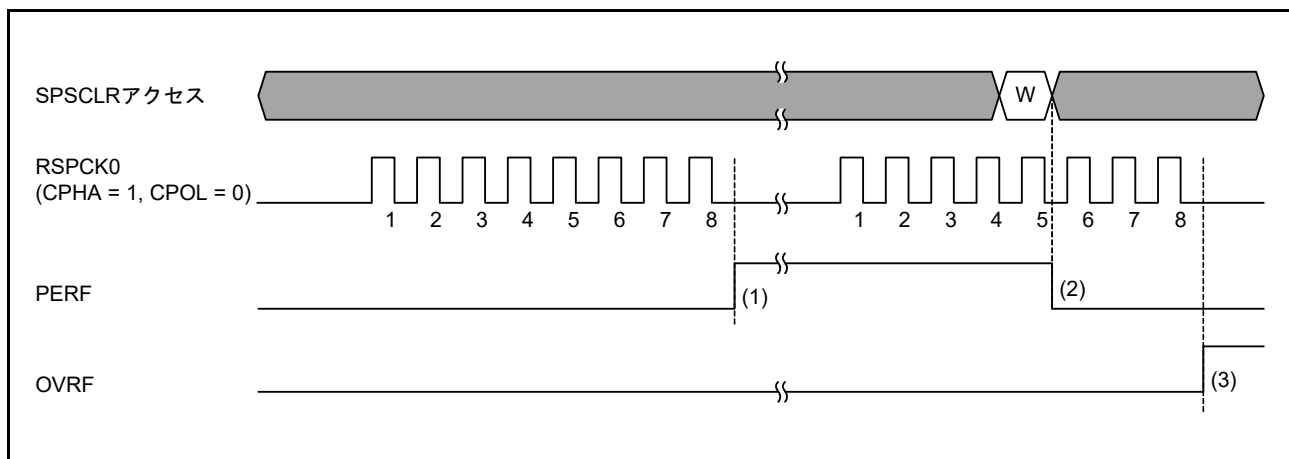 SPSCLRアクセス
W
RSPCK0
(CPHA = 1, CPOL = 0)
1 2 3 4 5 6 7 8 1 2 3 4 5 6 7 8
PERF
(1)
(2)
OVRF
(3)